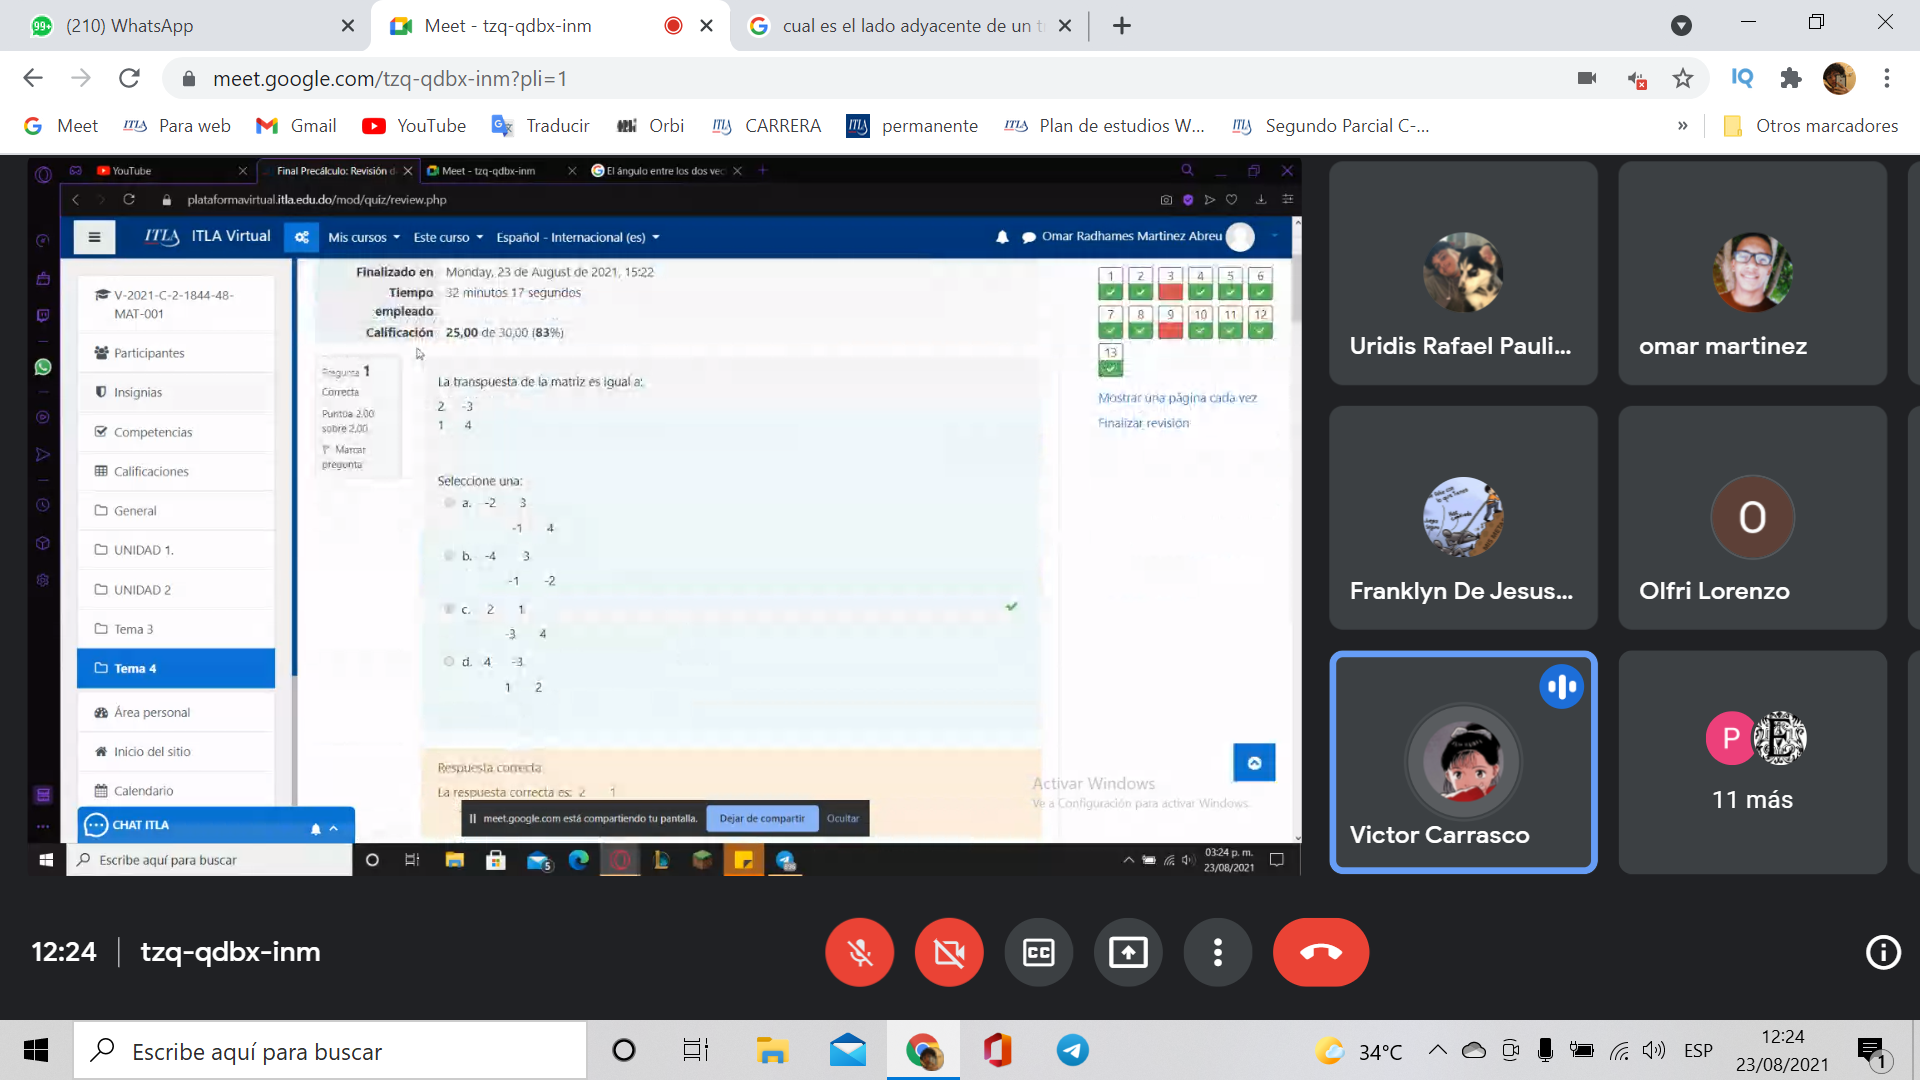 (210) WhatsApp
Meet - tzq-qdbx-inm
cual es el lado adyacente de un t
meet.google.com/tzq-qdbx-inm?pli=1
IQ
Meet
ITLA Para web
Gmail
YouTube
Traducir
Orbi
ITLA CARRERA
ITLA permanente
ITLA Plan de estudios W...
ITLA Segundo Parcial C-...
»
Otros marcadores
YouTube
Final Precálculo: Revisión d
Meet - tzq-qdbx-inm
El ángulo entre los dos vec
plataformavirtual.itla.edu.do/mod/quiz/review.php
ITLA ITLA Virtual
Mis cursos
Este curso
Español - Internacional (es)
Omar Radhames Martinez Abreu
V-2021-C-2-1844-48-
MAT-001
Participantes
Insignias
Competencias
Calificaciones
General
UNIDAD 1.
UNIDAD 2
Tema 3
Tema 4
Área personal
Inicio del sitio
Calendario
CHAT ITLA
Finalizado en Monday, 23 de August de 2021, 15:22
Tiempo 32 minutos 17 segundos
empleado
Calificación 25,00 de 30,00 (83%)
Pregunta 1
Correcta
Puntúa 2,00
sobre 2,00
Marcar
pregunta
La transpuesta de la matriz es igual a:
2 -3
1 4
Seleccione una:
a. -2 3
-1 4
b. -4 3
-1 -2
c. 2 1
-3 4
d. 4 -3
1 2
Respuesta correcta
La respuesta correcta es: 2 1
1 2 3 4 5 6
7 8 9 10 11 12
13
Mostrar una página cada vez
Finalizar revisión
Activar Windows
Ve a Configuración para activar Windows.
meet.google.com está compartiendo tu pantalla.
Dejar de compartir
Ocultar
Escribe aquí para buscar
5
03:24 p. m.
23/08/2021
Uridis Rafael Pauli...
omar martinez
Franklyn De Jesus...
O
Olfri Lorenzo
Victor Carrasco
P
E
11 más
12:24
tzq-qdbx-inm
CC
Escribe aquí para buscar
34°C
ESP
12:24
23/08/2021
1